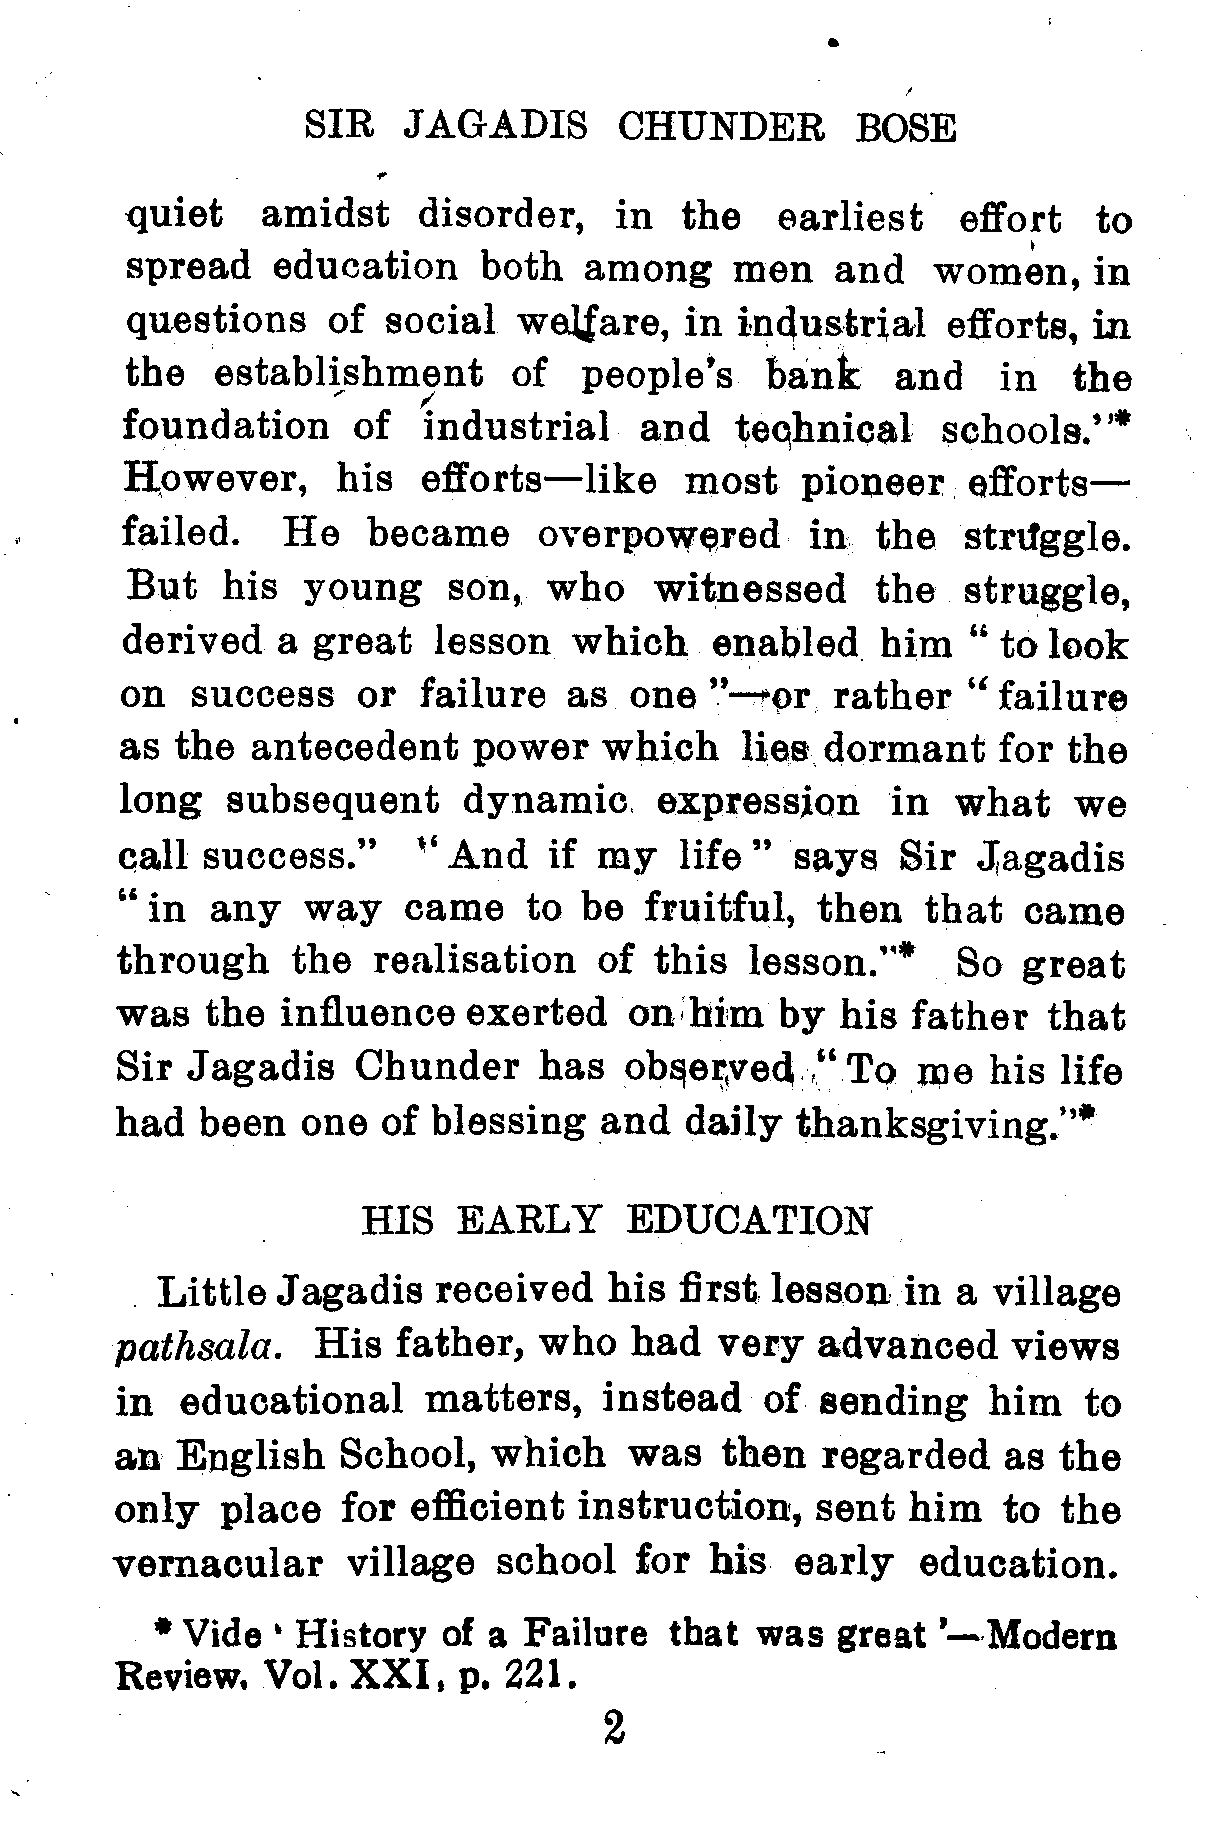 SIR JAGADIS CHUNDER BOSE
quiet amidst disorder, in the earliest effort to
spread education both among men and women, in
questions of social welfare, in industrial efforts, in
the establishment of people's bank and in the
foundation of industrial and technical schools."*
However, his efforts—like most pioneer efforts—
failed. He became overpowered in the struggle.
But his young son, who witnessed the struggle,
derived a great lesson which enabled him " to look
on success or failure as one "—or rather " failure
as the antecedent power which lies dormant for the
long subsequent dynamic expression in what we
call success." " And if my life " says Sir Jagadis
" in any way came to be fruitful, then that came
through the realisation of this lesson."* So great
was the influence exerted on him by his father that
Sir Jagadis Chunder has observed " To me his life
had been one of blessing and daily thanksgiving."*
HIS EARLY EDUCATION
Little Jagadis received his first lesson in a village
pathsala. His father, who had very advanced views
in educational matters, instead of sending him to
an English School, which was then regarded as the
only place for efficient instruction, sent him to the
vernacular village school for his early education.
* Vide ' History of a Failure that was great '—Modern
Review. Vol. XXI, p. 221.
2